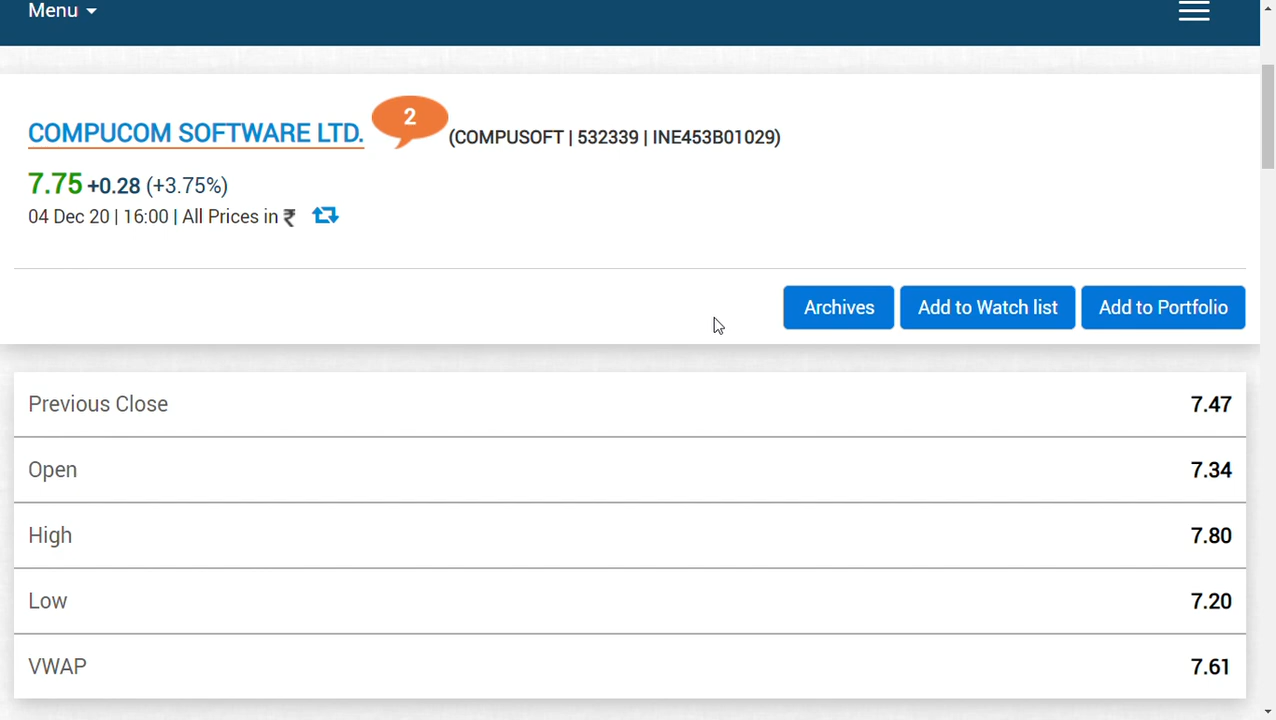 Menu
COMPUCOM SOFTWARE LTD. 2 (COMPUSOFT | 532339 | INE453B01029)
7.75 +0.28 (+3.75%)
04 Dec 20 | 16:00 | All Prices in ₹
Archives Add to Watch list Add to Portfolio
Previous Close 7.47
Open 7.34
High 7.80
Low 7.20
VWAP 7.61